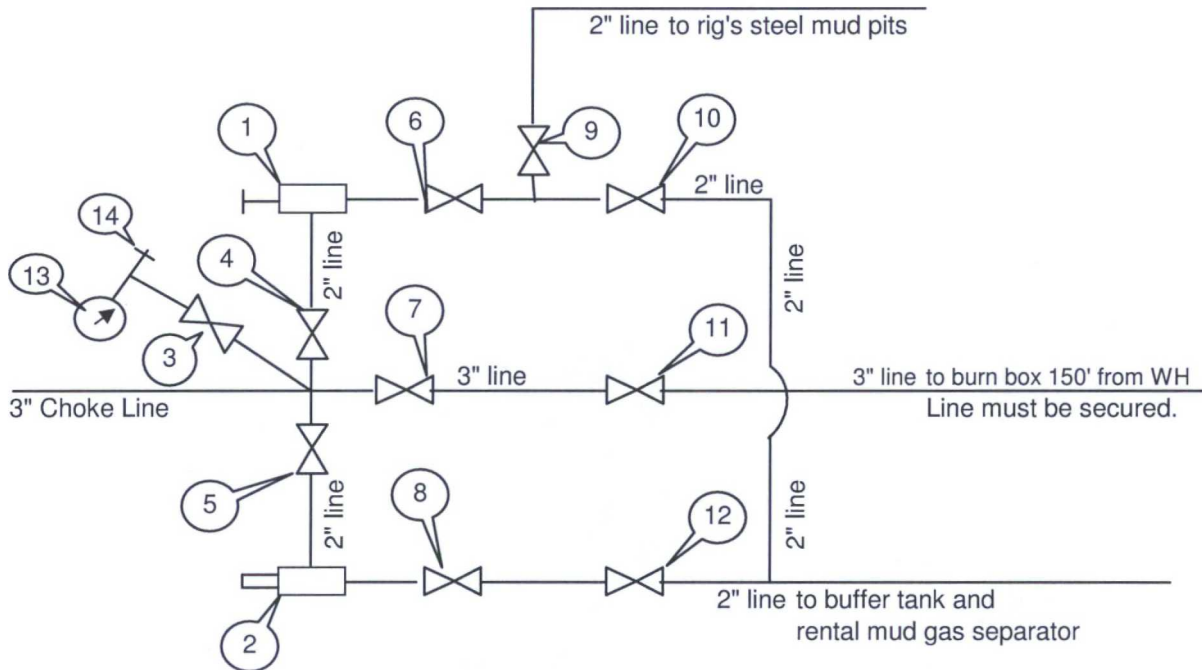 2" line to rig's steel mud pits
1
6
9
10
2" line
14
4
2" line
2" line
13
7
11
3
3" line
3" line to burn box 150' from WH
3" Choke Line
Line must be secured.
5
2" line
8
12
2" line
2" line to buffer tank and
rental mud gas separator
2